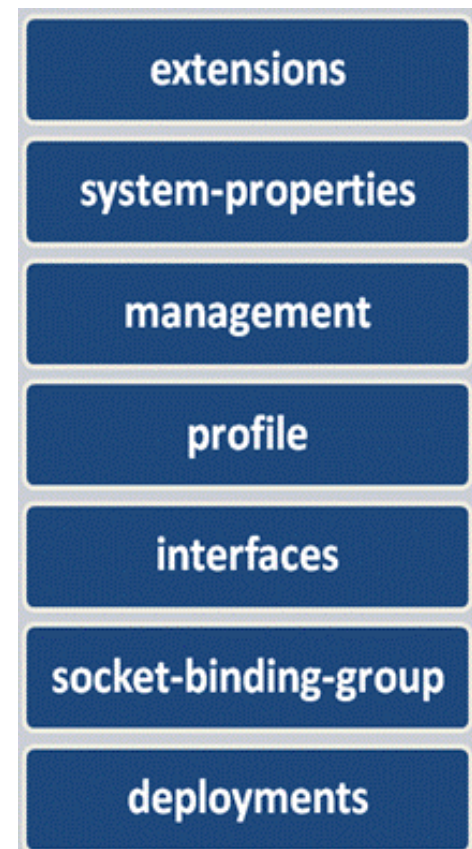 extensions
system-properties
management
profile
interfaces
socket-binding-group
deployments